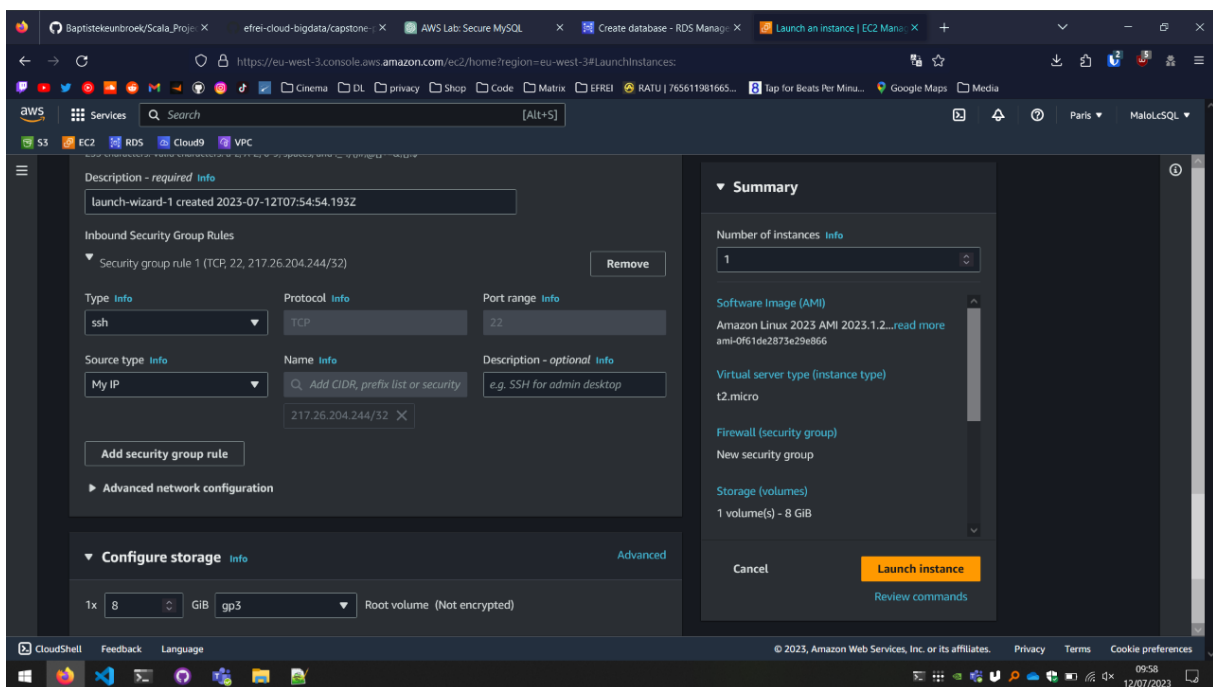 Baptistekeunbroek/Scala_Proje
efrei-cloud-bigdata/capstone-p
AWS Lab: Secure MySQL
Create database - RDS Manage
Launch an instance | EC2 Manag
https://eu-west-3.console.aws.amazon.com/ec2/home?region=eu-west-3#LaunchInstances:
2
5
Cinema DL privacy Shop Code Matrix EFREI RATU | 765611981665... Tap for Beats Per Minu... Google Maps Media
aws Services Search [Alt+S] Paris MaloLcSQL
S3 EC2 RDS Cloud9 VPC
Description - required Info
launch-wizard-1 created 2023-07-12T07:54:54.193Z
Inbound Security Group Rules
Security group rule 1 (TCP, 22, 217.26.204.244/32)
Remove
Type Info
Protocol Info
Port range Info
ssh
TCP
22
Source type Info
Name Info
Description - optional Info
My IP
Add CIDR, prefix list or security
e.g. SSH for admin desktop
217.26.204.244/32
Add security group rule
Advanced network configuration
Configure storage Info
Advanced
1x 8 GiB gp3 Root volume (Not encrypted)
Summary
Number of instances Info
1
Software Image (AMI)
Amazon Linux 2023 AMI 2023.1.2...read more
ami-0f61de2873e29e866
Virtual server type (instance type)
t2.micro
Firewall (security group)
New security group
Storage (volumes)
1 volume(s) - 8 GiB
Cancel
Launch instance
Review commands
CloudShell Feedback Language
© 2023, Amazon Web Services, Inc. or its affiliates. Privacy Terms Cookie preferences
09:58
12/07/2023